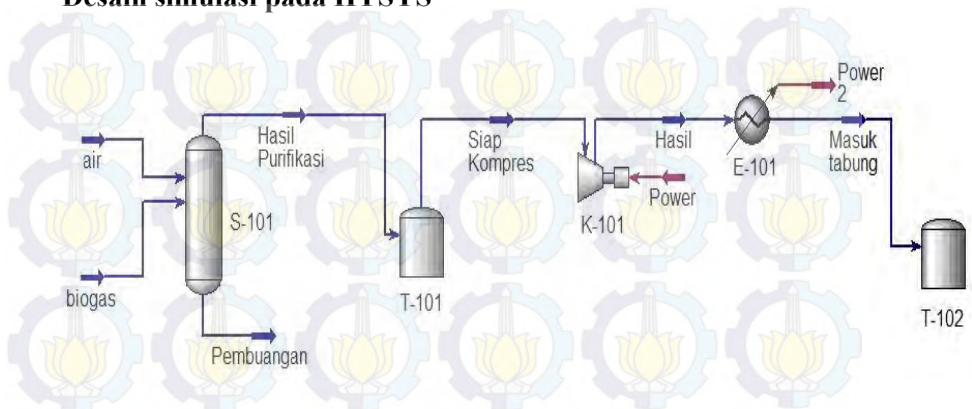 Desain simulasi pada HYSYS
Power
2
air
Hasil
Purifikasi
Siap
Kompres
Hasil
Masuk
tabung
E-101
S-101
Power
K-101
biogas
T-101
T-102
Pembuangan